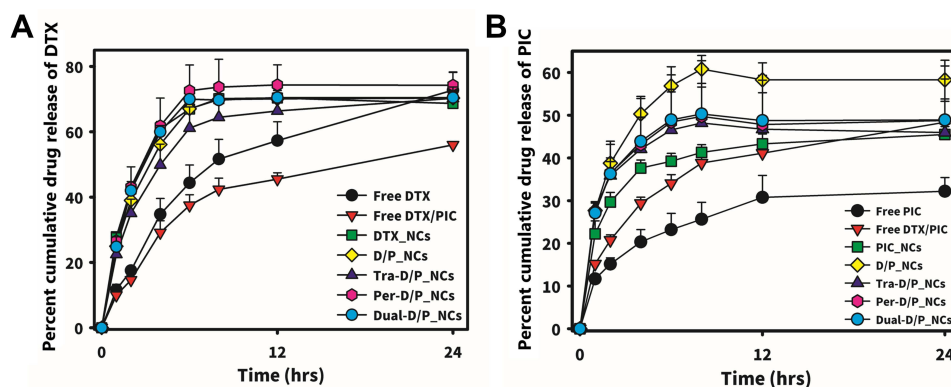 A
Percent cumulative drug release of DTX
80
60
40
20
0
0
12
24
Time (hrs)
Free DTX
Free DTX/PIC
DTX_NCs
D/P_NCs
Tra-D/P_NCs
Per-D/P_NCs
Dual-D/P_NCs
B
Percent cumulative drug release of PIC
60
50
40
30
20
10
0
0
12
24
Time (hrs)
Free PIC
Free DTX/PIC
PIC_NCs
D/P_NCs
Tra-D/P_NCs
Per-D/P_NCs
Dual-D/P_NCs